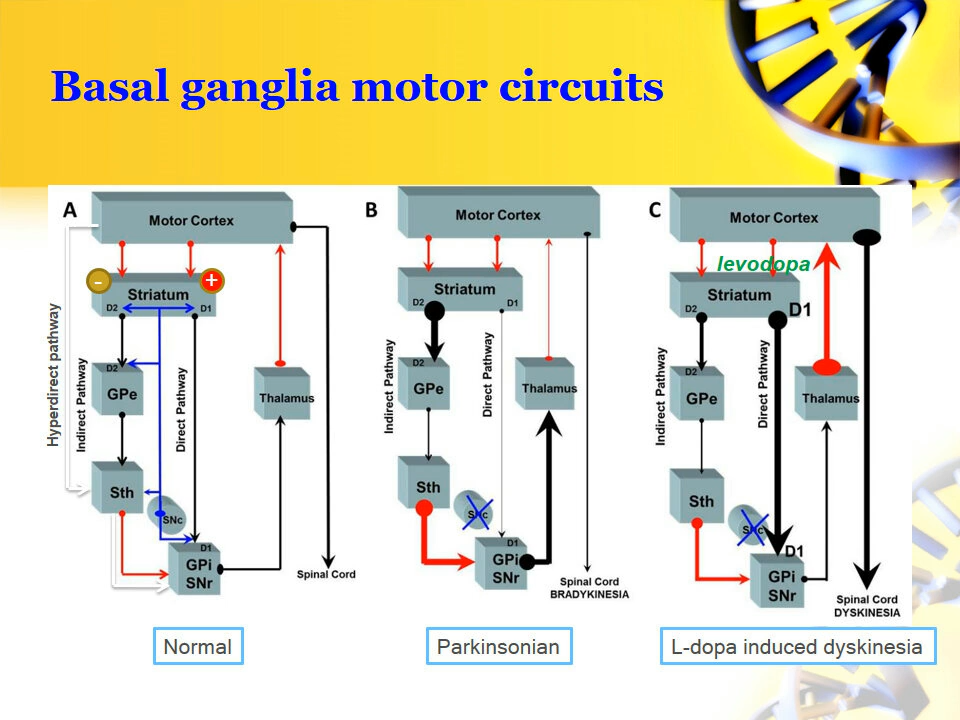 Basal ganglia motor circuits
A
Motor Cortex
-
+
Striatum
D2
D1
Hyperdirect pathway
Indirect Pathway
D2
GPe
Direct Pathway
Thalamus
Sth
SNc
D1
GPi
SNr
Spinal Cord
Normal
B
Motor Cortex
Striatum
D2
D1
Indirect Pathway
D2
GPe
Direct Pathway
Thalamus
Sth
SNc
D1
GPi
SNr
Spinal Cord
BRADYKINESIA
Parkinsonian
C
Motor Cortex
levodopa
Striatum
D2
D1
Indirect Pathway
D2
GPe
Direct Pathway
Thalamus
Sth
SNc
D1
GPi
SNr
Spinal Cord
DYSKINESIA
L-dopa induced dyskinesia